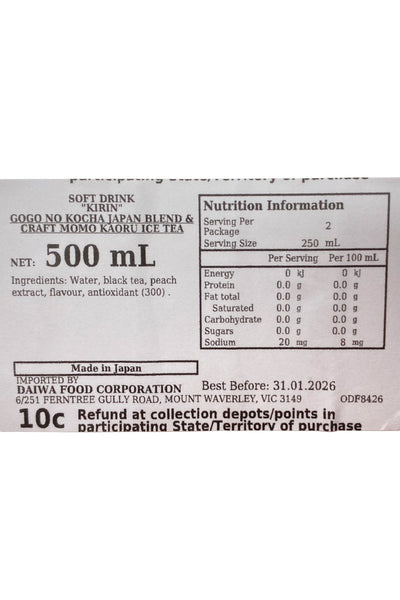 participating State/Territory of purchase
SOFT DRINK
"KIRIN"
GOGO NO KOCHA JAPAN BLEND &
CRAFT MOMO KAORU ICE TEA
NET: 500 mL
Ingredients: Water, black tea, peach
extract, flavour, antioxidant (300) .
Nutrition Information
Serving Per
Package 2
Serving Size 250 mL
Per Serving Per 100 mL
Energy 0 kJ 0 kJ
Protein 0.0 g 0.0 g
Fat total 0.0 g 0.0 g
Saturated 0.0 g 0.0 g
Carbohydrate 0.0 g 0.0 g
Sugars 0.0 g 0.0 g
Sodium 20 mg 8 mg
Made in Japan
IMPORTED BY
DAIWA FOOD CORPORATION Best Before: 31.01.2026
6/251 FERNTREE GULLY ROAD, MOUNT WAVERLEY, VIC 3149 ODF8426
10c Refund at collection depots/points in
participating State/Territory of purchase